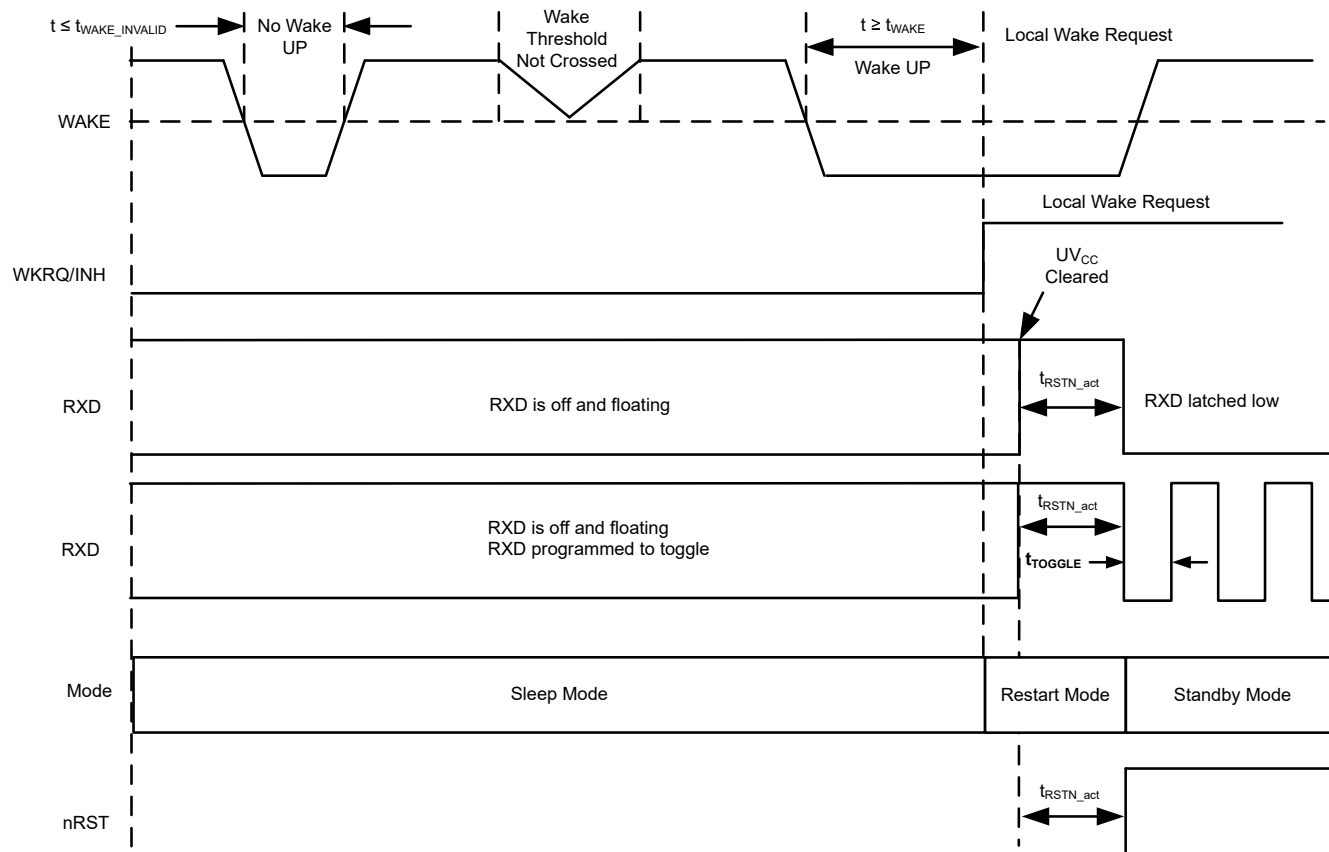 t ≤ tWAKE_INVALID
No Wake
UP
Wake
Threshold
Not Crossed
t ≥ tWAKE
Wake UP
Local Wake Request
WAKE
Local Wake Request
WKRQ/INH
UVCC
Cleared
RXD
RXD is off and floating
tRSTN_act
RXD latched low
RXD
RXD is off and floating
RXD programmed to toggle
tRSTN_act
tTOGGLE
Mode
Sleep Mode
Restart Mode
Standby Mode
nRST
tRSTN_act